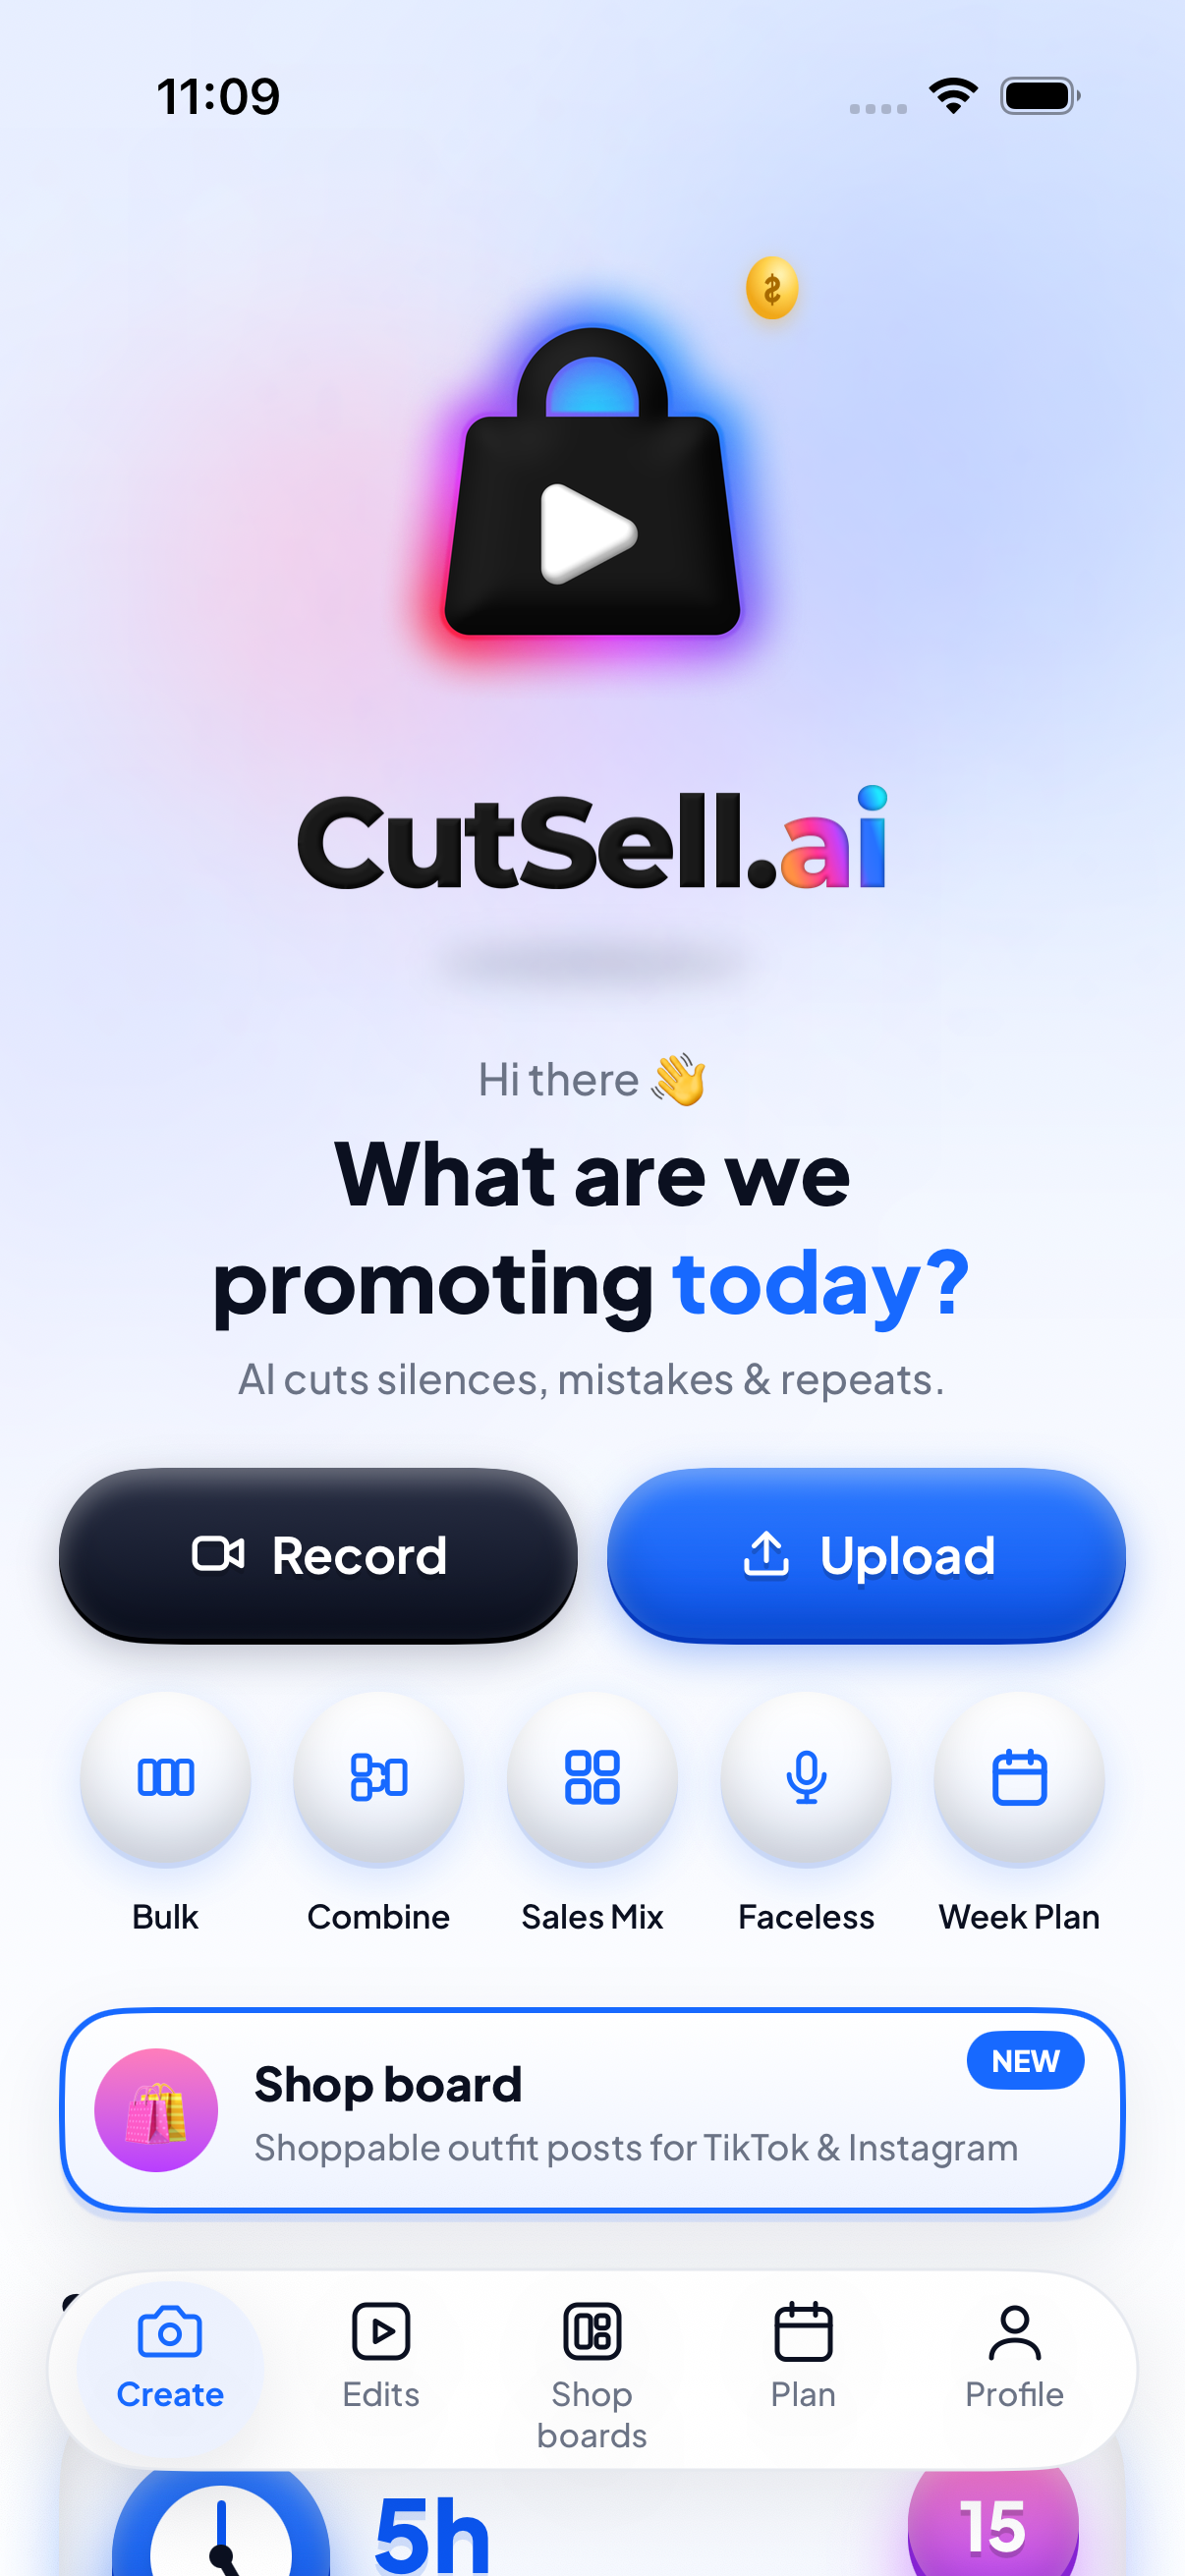 11:09
$
CutSell.ai
Hi there 👋
What are we
promoting today?
AI cuts silences, mistakes & repeats.
Record
Upload
Bulk
Combine
Sales Mix
Faceless
Week Plan
NEW
Shop board
Shoppable outfit posts for TikTok & Instagram
Create
Edits
Shop
boards
Plan
Profile
5h
15